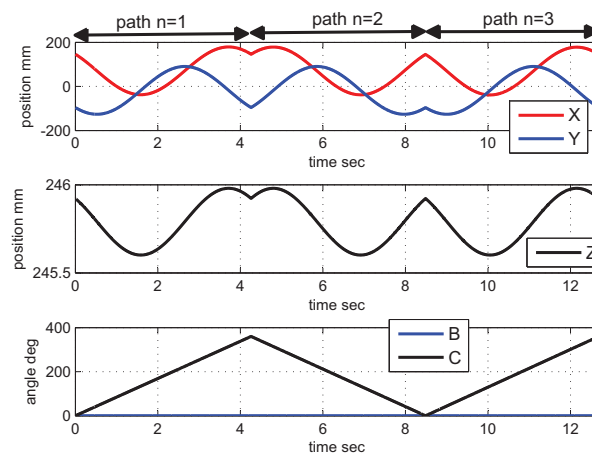 path n=1 path n=2 path n=3
200
0
-100
position mm
X
Y
0 2 4 6 8 10 12
time sec
246
245.5
position mm
Z
0 2 4 6 8 10 12
time sec
400
200
0
angle deg
B
C
0 2 4 6 8 10 12
time sec